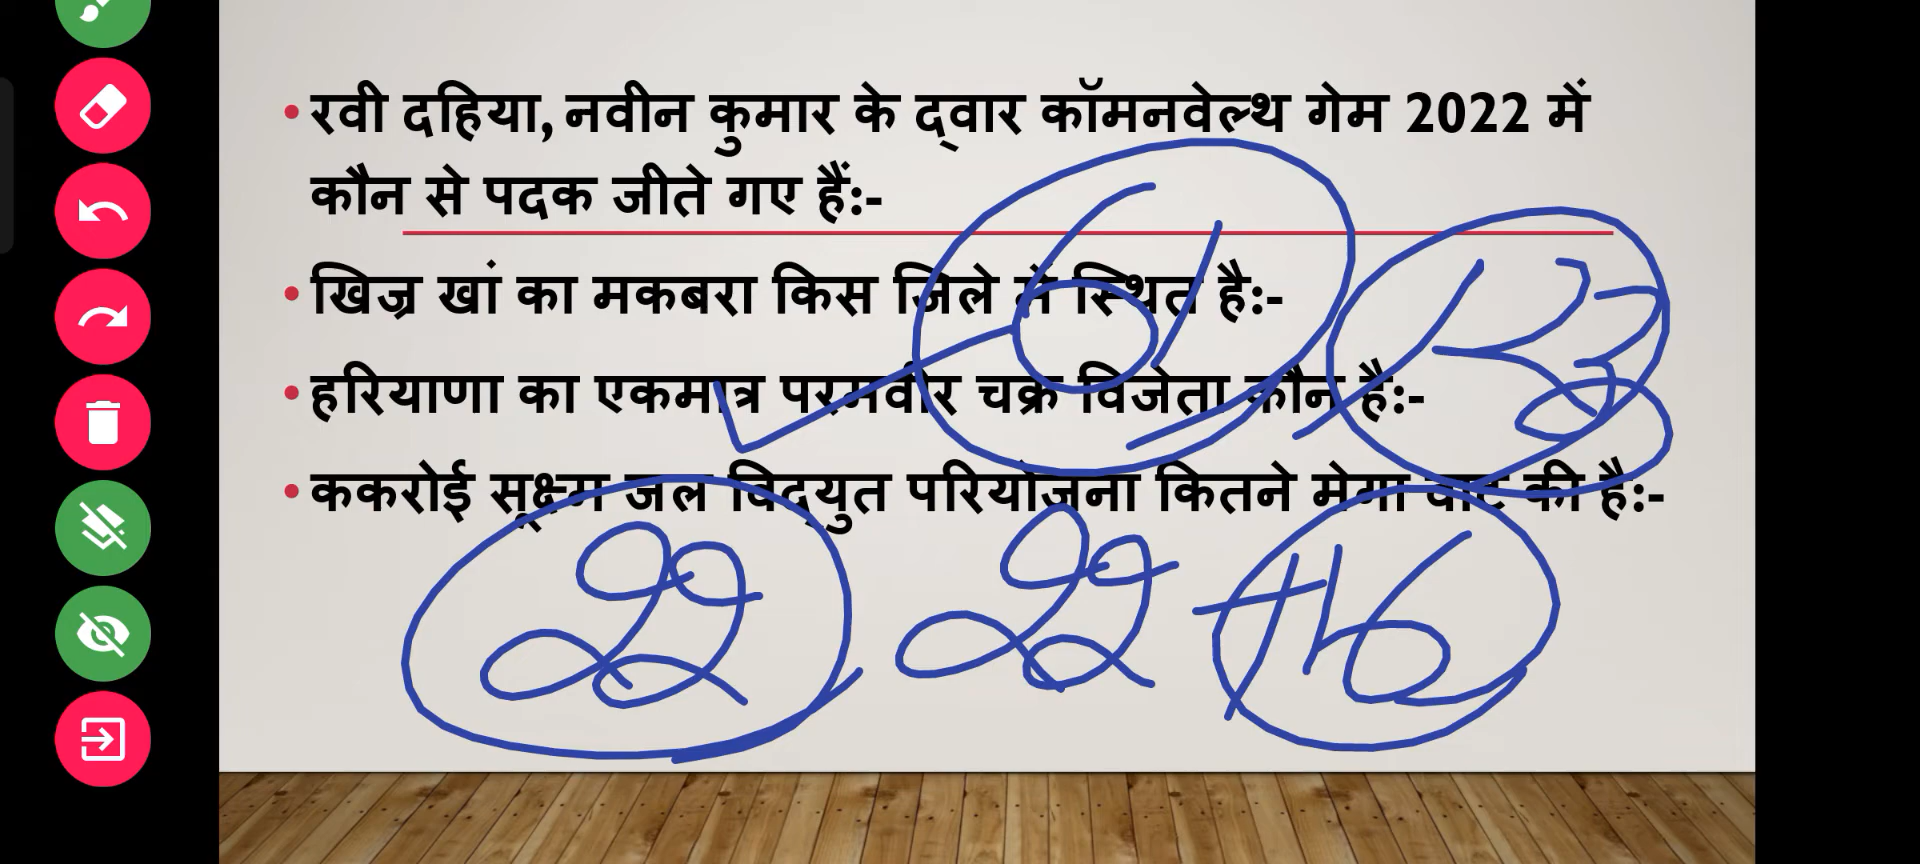 • रवी दहिया, नवीन कुमार के द्वार कॉमनवेल्थ गेम 2022 में
कौन से पदक जीते गए हैं:-
• खिज्र खां का मकबरा किस जिले में स्थित है:-
• हरियाणा का एकमात्र परमवीर चक्र विजेता कौन है:-
• ककरोई सूक्ष्म जल विद्युत परियोजना कितने मेगा वाट की है:-
22 22